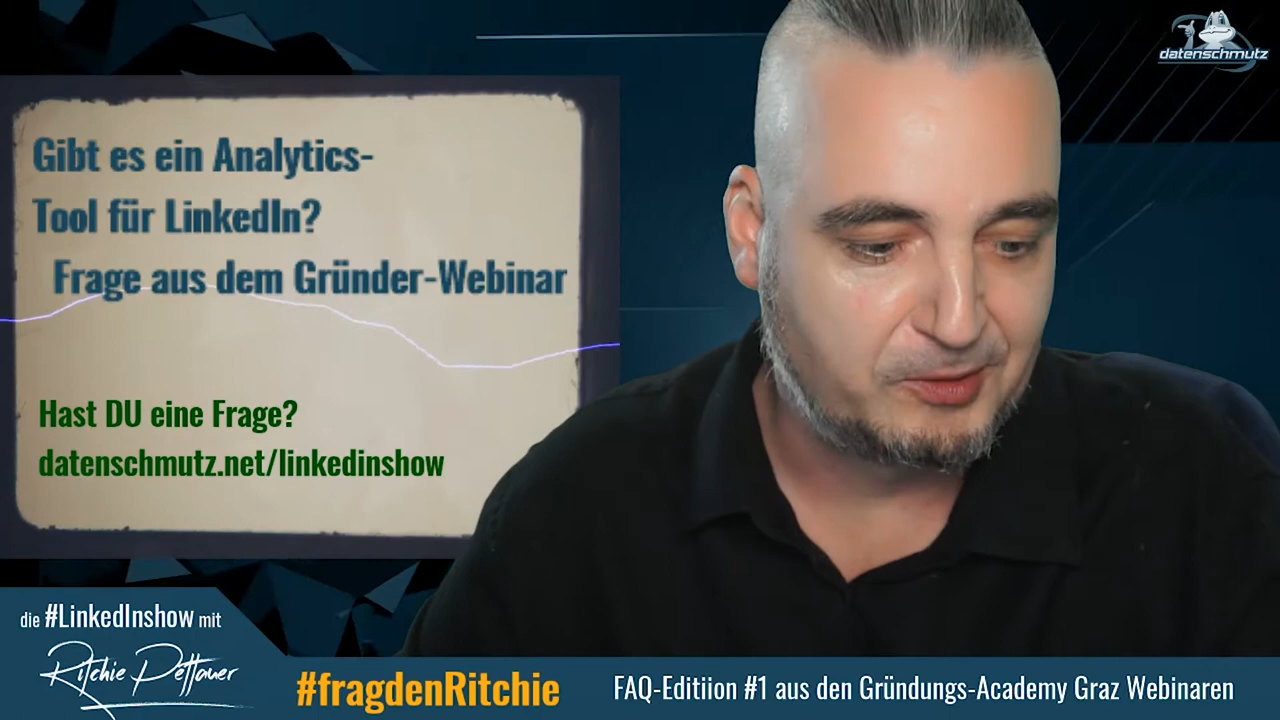 datenschmutz
Gibt es ein Analytics-
Tool für LinkedIn?
Frage aus dem Gründer-Webinar
Hast DU eine Frage?
datenschmutz.net/linkedinshow
die #LinkedInshow mit
Ritchie Pettauer
#fragdenRitchie
FAQ-Editiion #1 aus den Gründungs-Academy Graz Webinaren